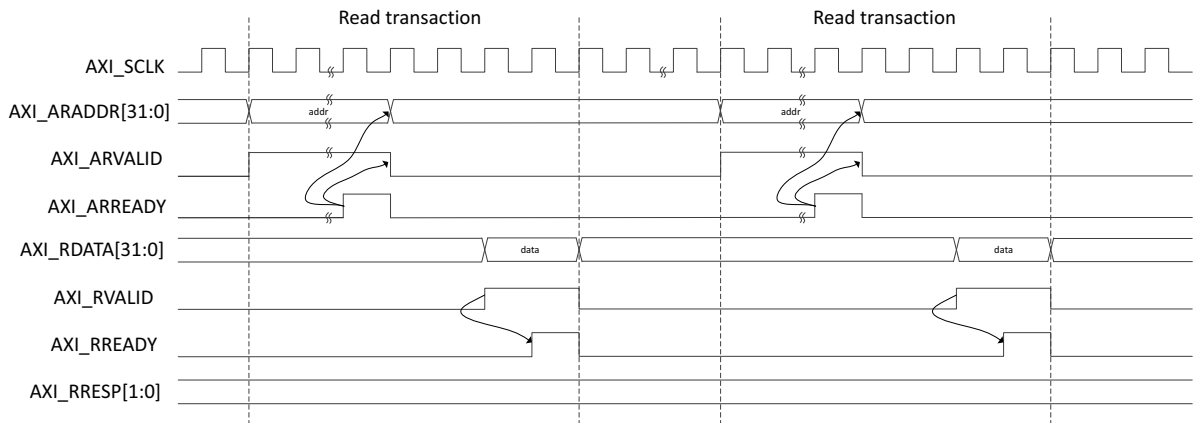 Read transaction
Read transaction
AXI_SCLK
AXI_ARADDR[31:0]
addr
addr
AXI_ARVALID
AXI_ARREADY
AXI_RDATA[31:0]
data
data
AXI_RVALID
AXI_RREADY
AXI_RRESP[1:0]